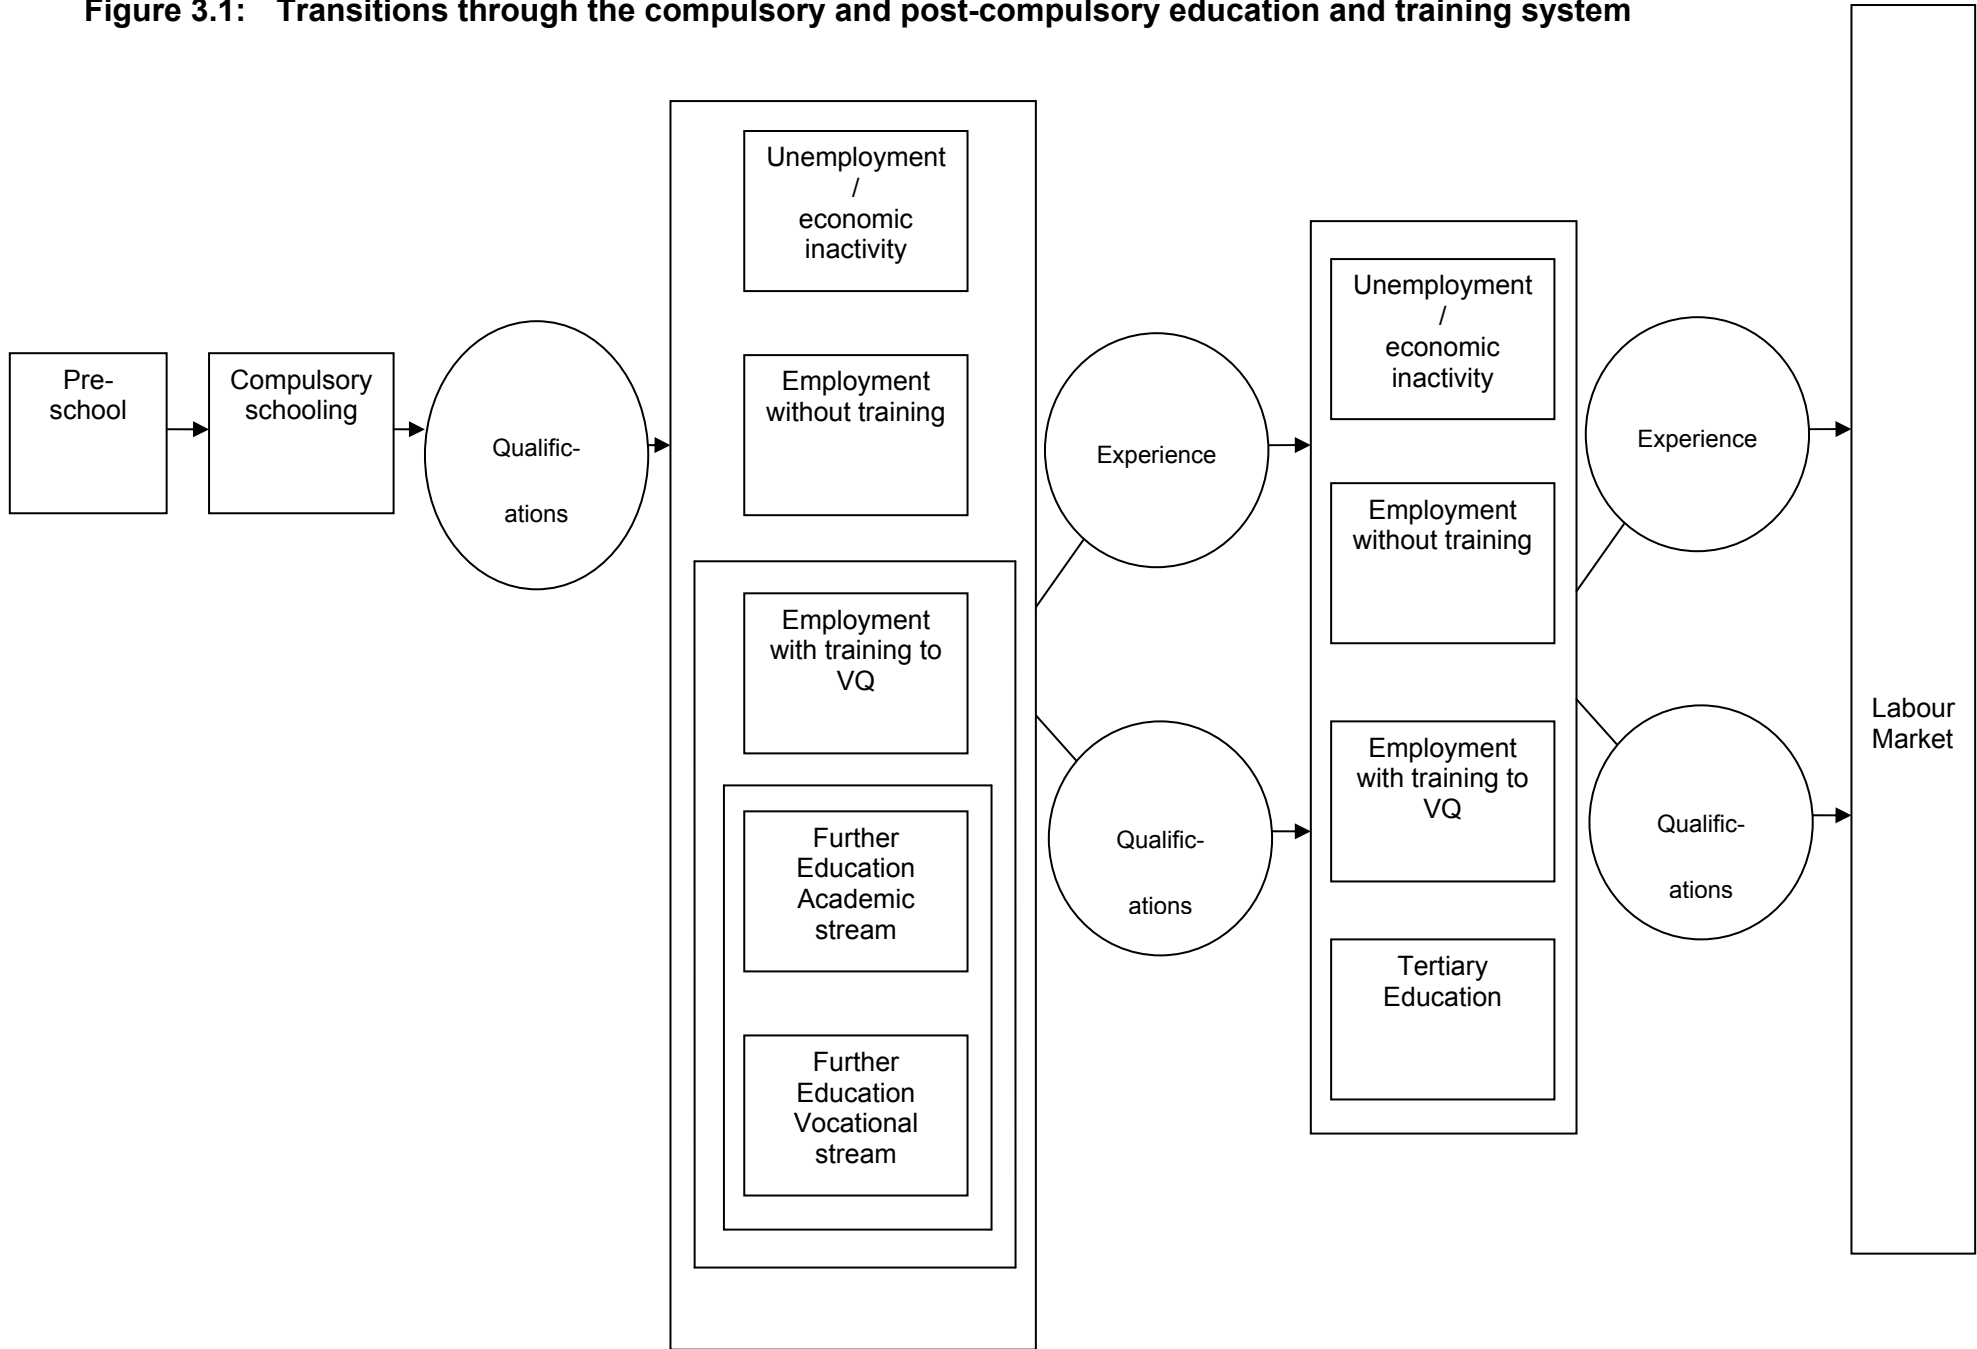 Figure 3.1: Transitions through the compulsory and post-compulsory education and training system
Pre-
school
Compulsory
schooling
Qualific-
ations
Unemployment
/
economic
inactivity
Employment
without training
Employment
with training to
VQ
Further
Education
Academic
stream
Further
Education
Vocational
stream
Experience
Qualific-
ations
Unemployment
/
economic
inactivity
Employment
without training
Employment
with training to
VQ
Tertiary
Education
Experience
Qualific-
ations
Labour
Market